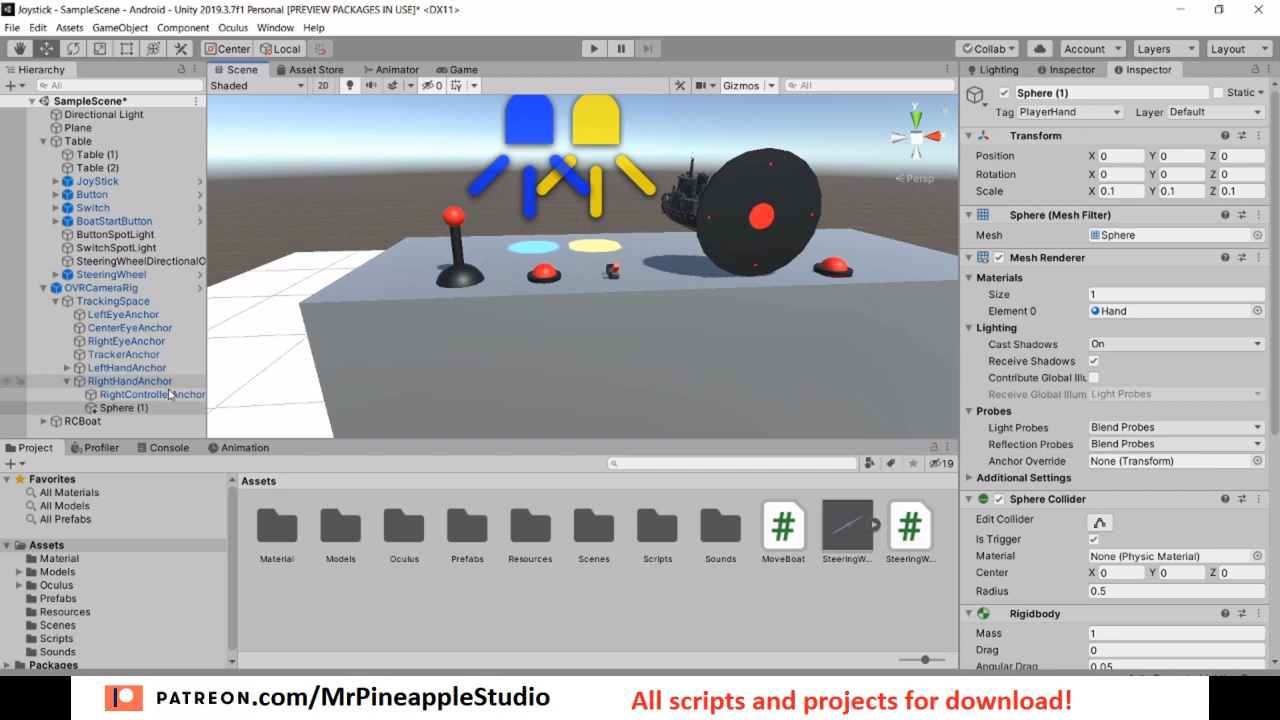 Joystick - SampleScene - Android - Unity 2019.3.7f1 Personal [PREVIEW PACKAGES IN USE]* <DX11>
File Edit Assets GameObject Component Oculus Window Help
Center Local Collab Account Layers Layout
Hierarchy
All
SampleScene*
Directional Light
Plane
Table
Table (1)
Table (2)
JoyStick
Button
Switch
BoatStartButton
ButtonSpotLight
SwitchSpotLight
SteeringWheelDirectionalO
SteeringWheel
OVRCameraRig
TrackingSpace
LeftEyeAnchor
CenterEyeAnchor
RightEyeAnchor
TrackerAnchor
LeftHandAnchor
RightHandAnchor
RightControllerAnchor
Sphere (1)
RCBoat
Scene Asset Store Animator Game
Shaded 2D 0 Gizmos All
y
x
Persp
Project Profiler Console Animation
19
Favorites
All Materials
All Models
All Prefabs
Assets
Material
Models
Oculus
Prefabs
Resources
Scenes
Scripts
Sounds
Packages
Assets
Material Models Oculus Prefabs Resources Scenes Scripts Sounds MoveBoat SteeringW... SteeringW...
Lighting Inspector Inspector
Sphere (1) Static
Tag PlayerHand Layer Default
Transform
Position X 0 Y 0 Z 0
Rotation X 0 Y 0 Z 0
Scale X 0.1 Y 0.1 Z 0.1
Sphere (Mesh Filter)
Mesh Sphere
Mesh Renderer
Materials
Size 1
Element 0 Hand
Lighting
Cast Shadows On
Receive Shadows
Contribute Global Illu
Receive Global Illum Light Probes
Probes
Light Probes Blend Probes
Reflection Probes Blend Probes
Anchor Override None (Transform)
Additional Settings
Sphere Collider
Edit Collider
Is Trigger
Material None (Physic Material)
Center X 0 Y 0 Z 0
Radius 0.5
Rigidbody
Mass 1
Drag 0
Angular Drag 0.05
PATREON.com/MrPineappleStudio
All scripts and projects for download!